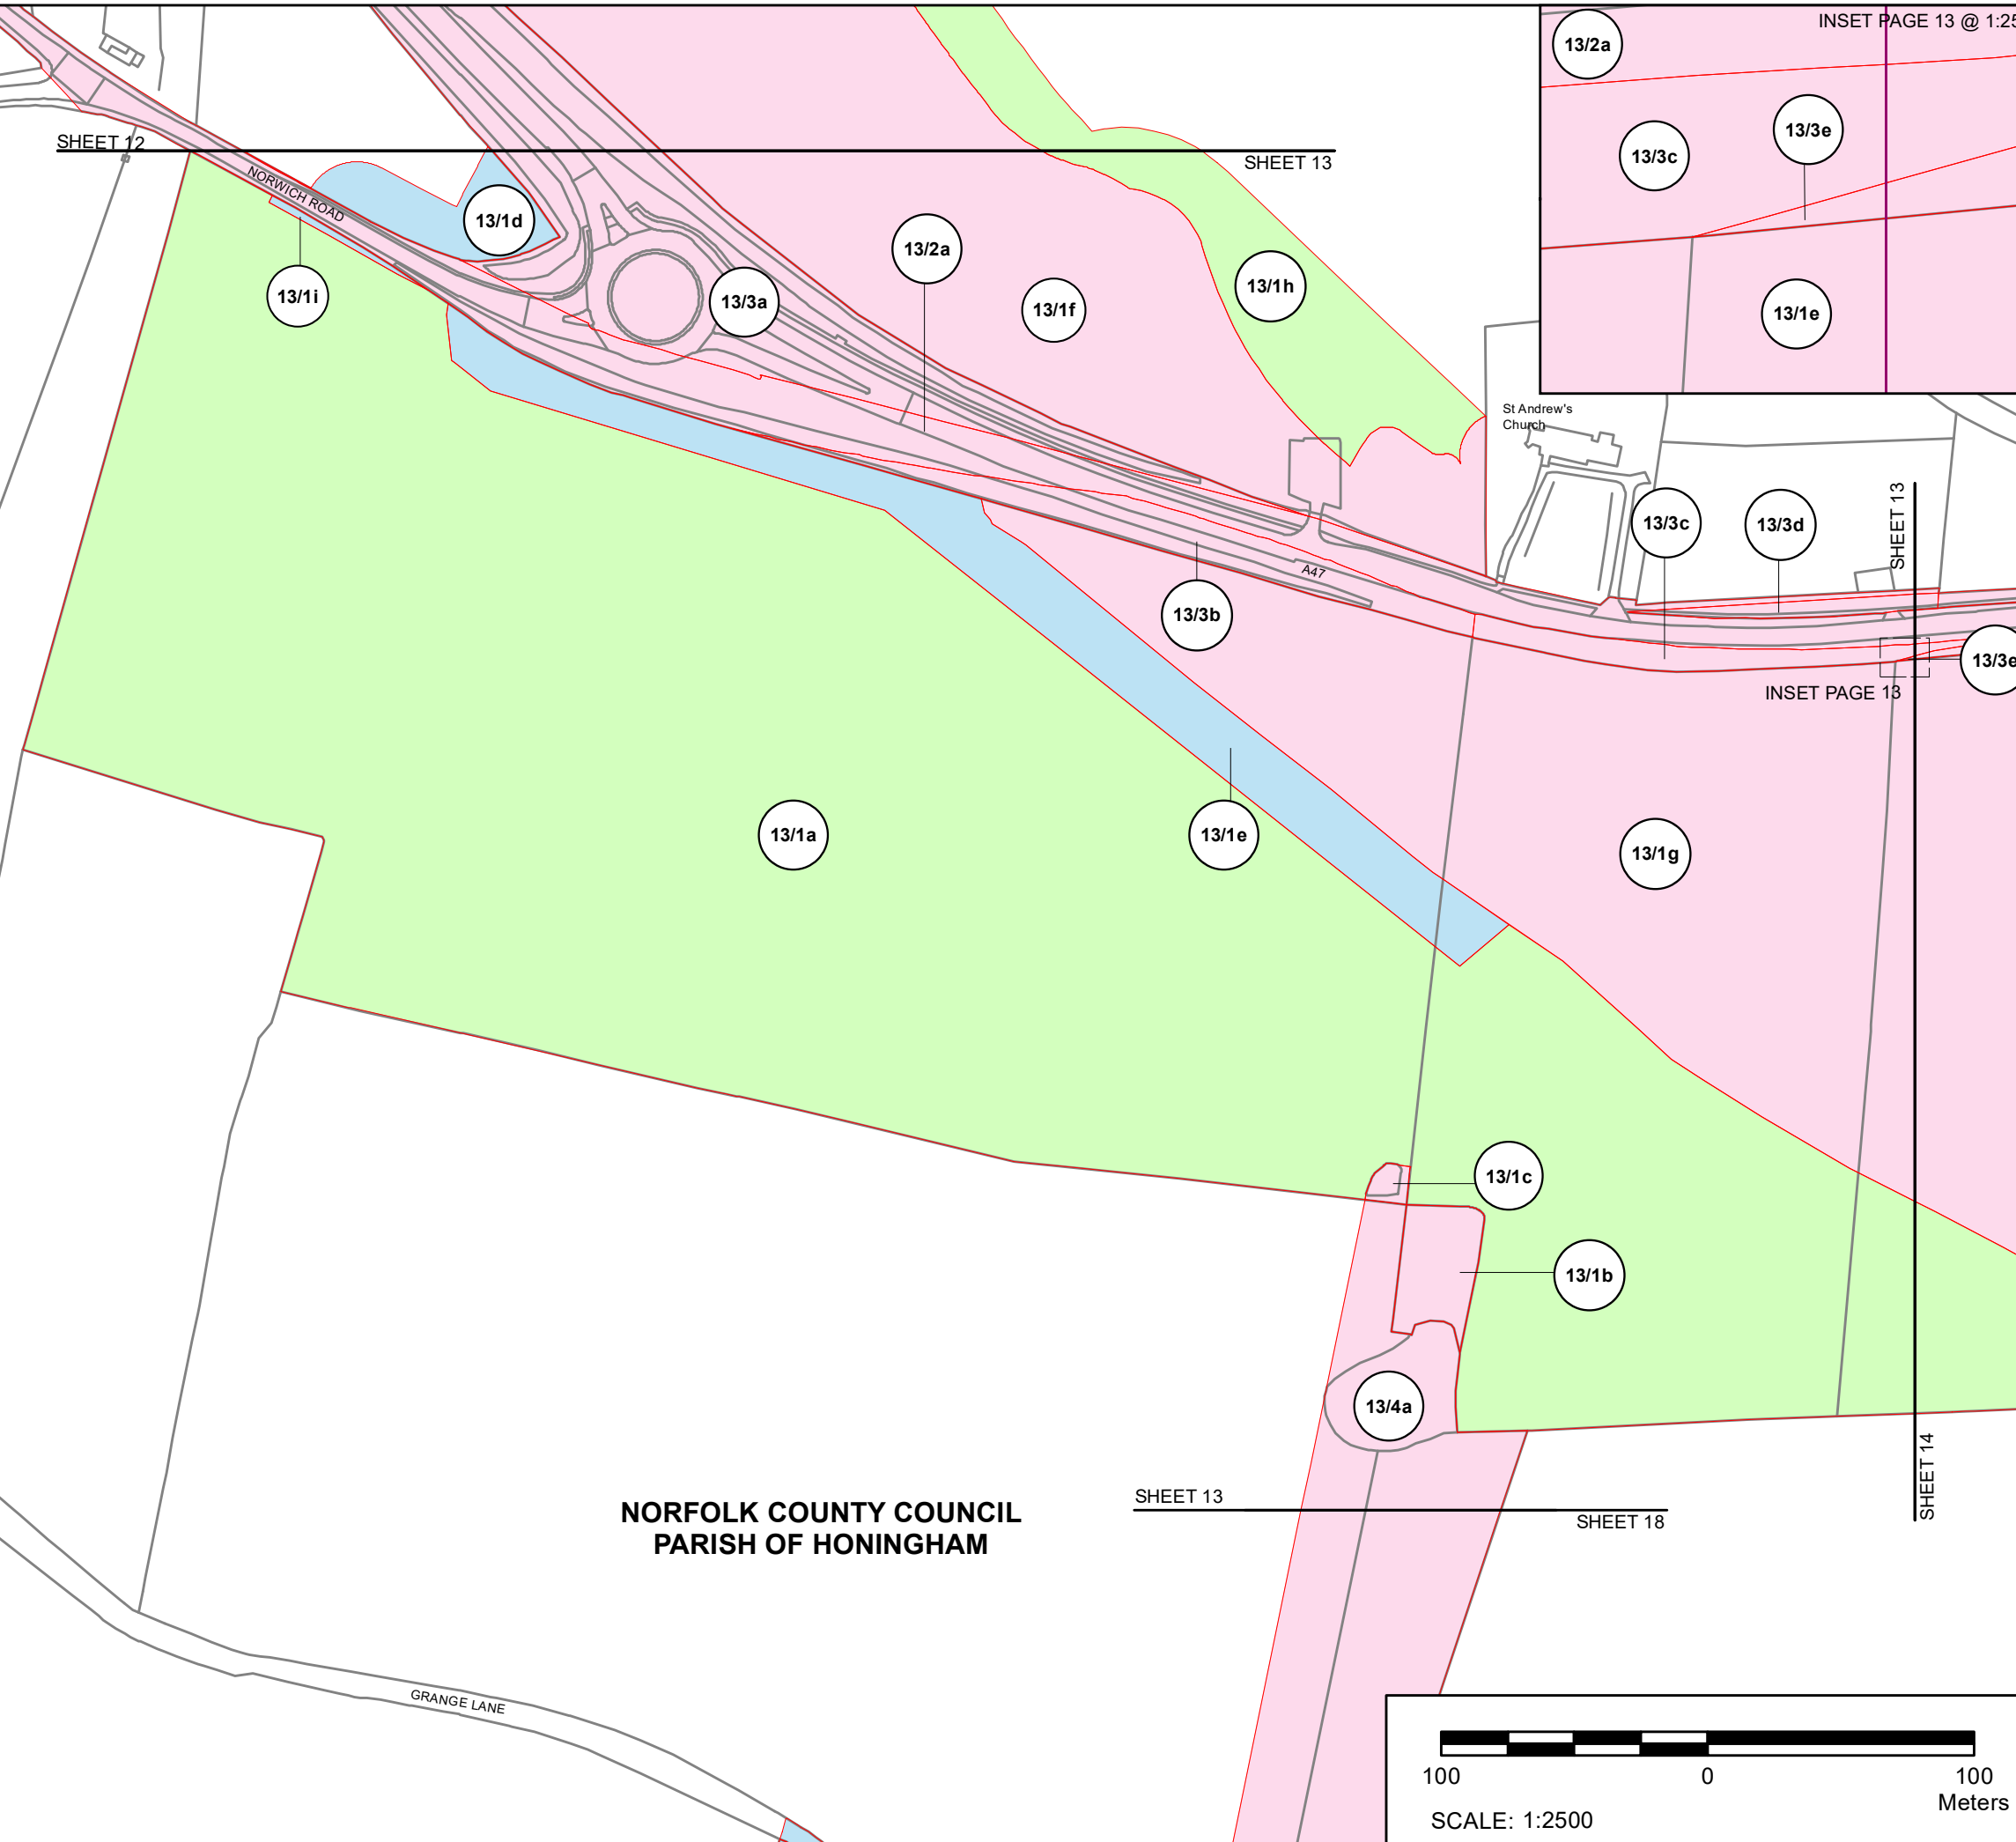 INSET PAGE 13 @ 1:25
13/2a
13/3e
13/3c
13/1e
SHEET 12
SHEET 13
NORWICH ROAD
13/1d
13/1i
13/3a
13/2a
13/1f
13/1h
St Andrew's
Church
13/3c
13/3d
SHEET 13
A47
13/3b
13/3e
INSET PAGE 13
13/1a
13/1e
13/1g
13/1c
13/1b
13/4a
SHEET 14
SHEET 13
SHEET 18
NORFOLK COUNTY COUNCIL
PARISH OF HONINGHAM
GRANGE LANE
100 0 100
Meters
SCALE: 1:2500